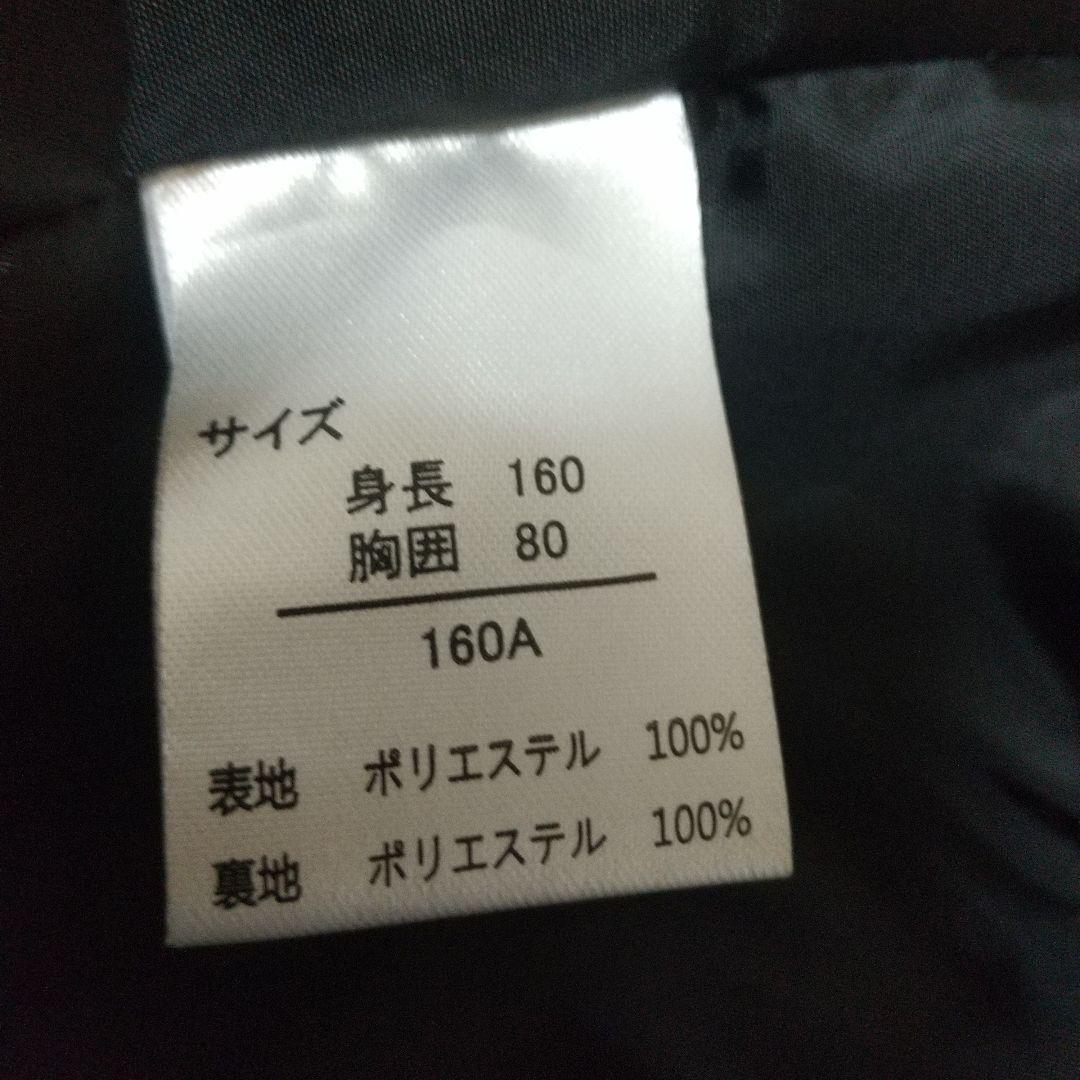 サイズ
身長 160
胸囲 80
160A
表地 ポリエステル 100%
裏地 ポリエステル 100%